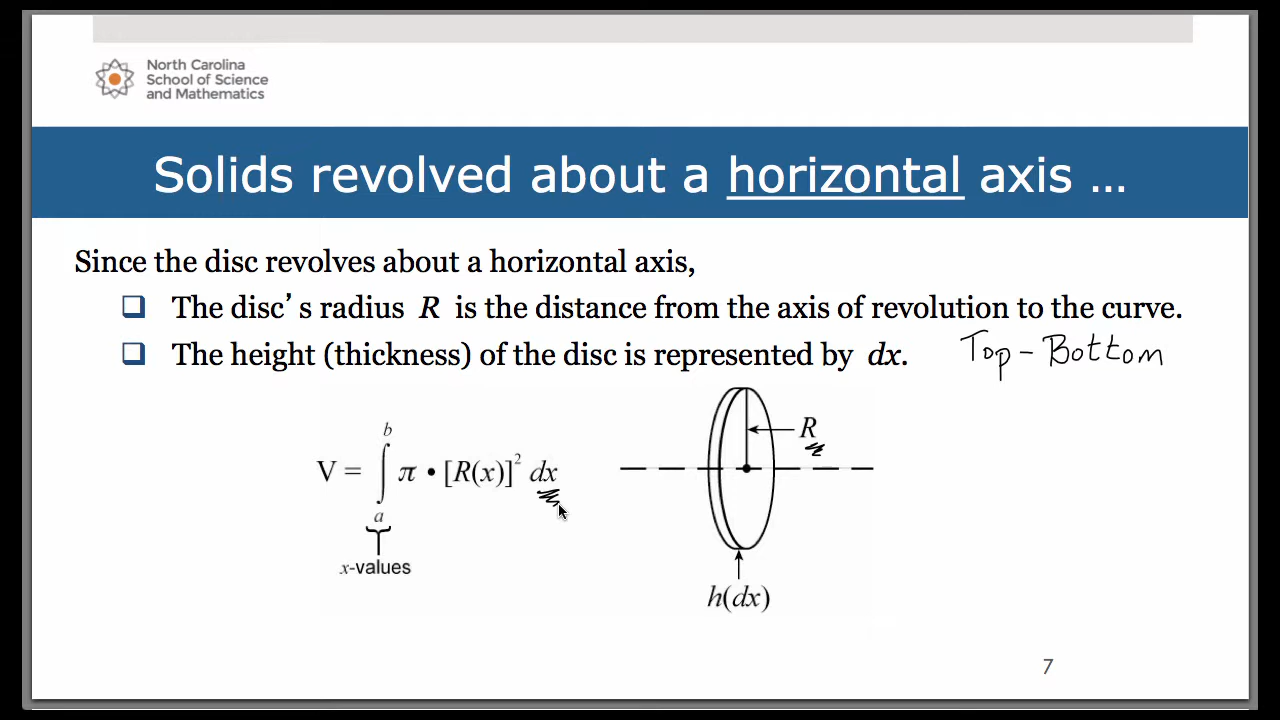 North Carolina
School of Science
and Mathematics
Solids revolved about a horizontal axis ...
Since the disc revolves about a horizontal axis,
❑ The disc's radius R is the distance from the axis of revolution to the curve.
❑ The height (thickness) of the disc is represented by dx.
Top - Bottom
b
V = ∫ π • [R(x)]² dx
a
x-values
R
h(dx)
7